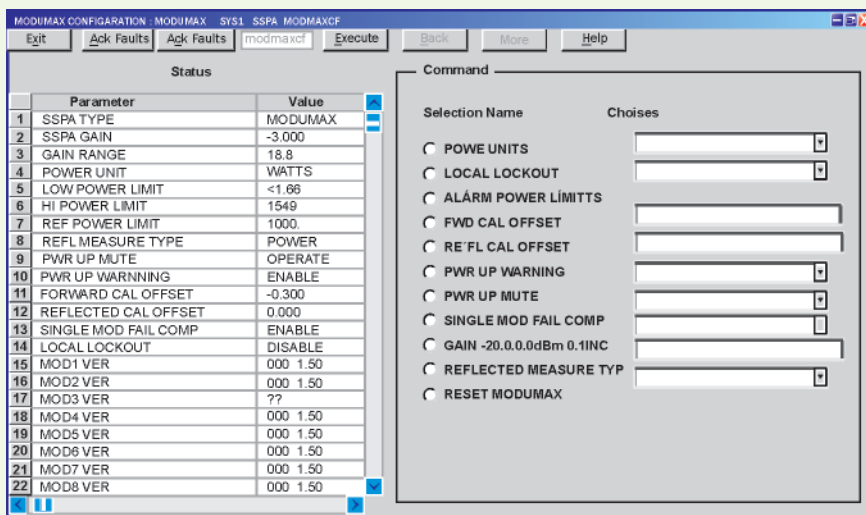 MODUMAX CONFIGARATION : MODUMAX SYS1 SSPA MODMAXCF
Exit Ack Faults Ack Faults modmaxcf Execute Back More Help
Status
Parameter Value
1 SSPA TYPE MODUMAX
2 SSPA GAIN -3.000
3 GAIN RANGE 18.8
4 POWER UNIT WATTS
5 LOW POWER LIMIT <1.66
6 HI POWER LIMIT 1549
7 REF POWER LIMIT 1000.
8 REFL MEASURE TYPE POWER
9 PWR UP MUTE OPERATE
10 PWR UP WARNNING ENABLE
11 FORWARD CAL OFFSET -0.300
12 REFLECTED CAL OFFSET 0.000
13 SINGLE MOD FAIL COMP ENABLE
14 LOCAL LOCKOUT DISABLE
15 MOD1 VER 000 1.50
16 MOD2 VER 000 1.50
17 MOD3 VER ??
18 MOD4 VER 000 1.50
19 MOD5 VER 000 1.50
20 MOD6 VER 000 1.50
21 MOD7 VER 000 1.50
22 MOD8 VER 000 1.50
Command
Selection Name Choises
POWE UNITS
LOCAL LOCKOUT
ALÁRM POWER LÍMITTS
FWD CAL OFFSET
RE´FL CAL OFFSET
PWR UP WARNING
PWR UP MUTE
SINGLE MOD FAIL COMP
GAIN -20.0.0.0dBm 0.1INC
REFLECTED MEASURE TYP
RESET MODUMAX